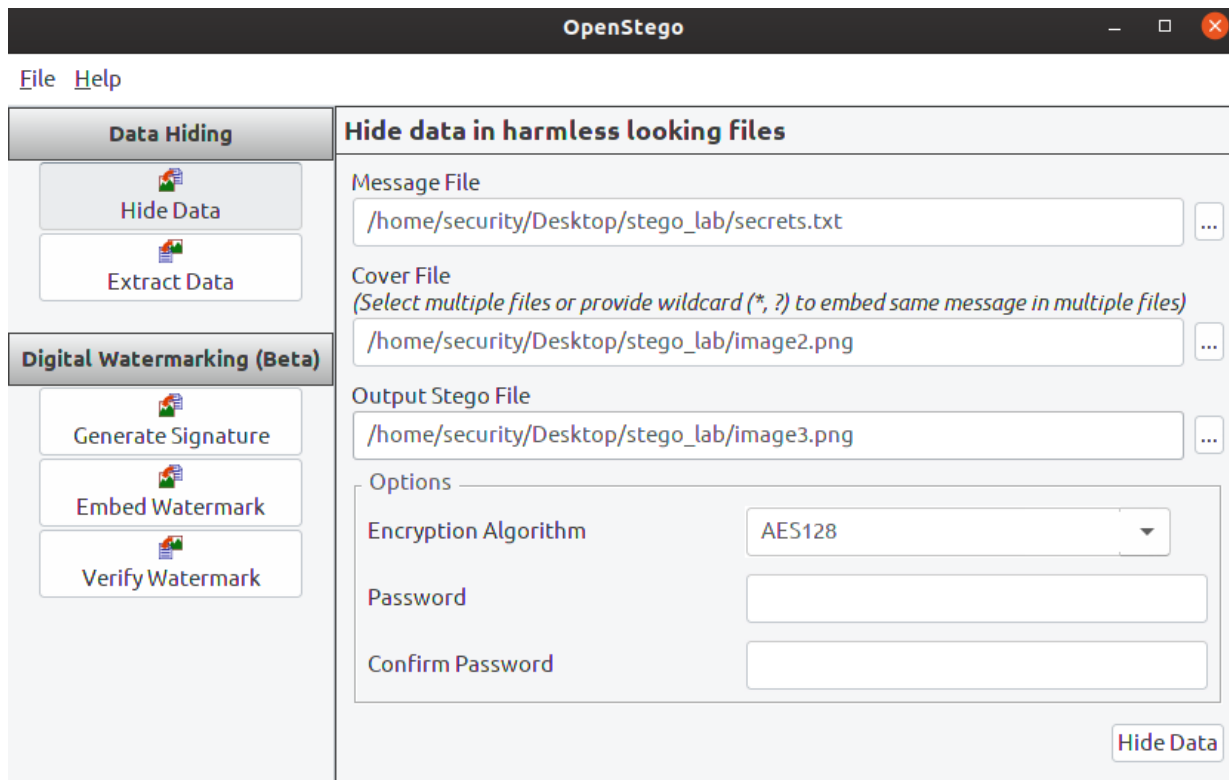 OpenStego
File Help
Data Hiding
Hide Data
Extract Data
Digital Watermarking (Beta)
Generate Signature
Embed Watermark
Verify Watermark
Hide data in harmless looking files
Message File
/home/security/Desktop/stego_lab/secrets.txt
...
Cover File
(Select multiple files or provide wildcard (*, ?) to embed same message in multiple files)
/home/security/Desktop/stego_lab/image2.png
...
Output Stego File
/home/security/Desktop/stego_lab/image3.png
...
Options
Encryption Algorithm
AES128
Password
Confirm Password
Hide Data